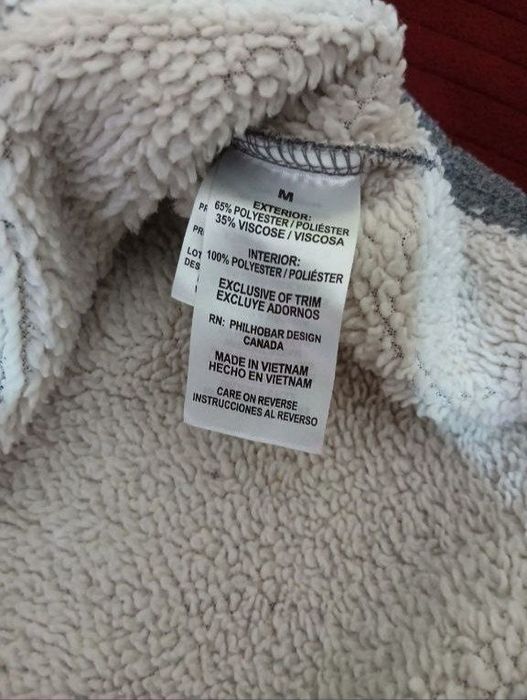 M
EXTERIOR:
65% POLYESTER / POLIÉSTER
35% VISCOSE / VISCOSA
INTERIOR:
100% POLYESTER / POLIÉSTER
EXCLUSIVE OF TRIM
EXCLUYE ADORNOS
RN: PHILHOBAR DESIGN
CANADA
MADE IN VIETNAM
HECHO EN VIETNAM
CARE ON REVERSE
INSTRUCCIONES AL REVERSO